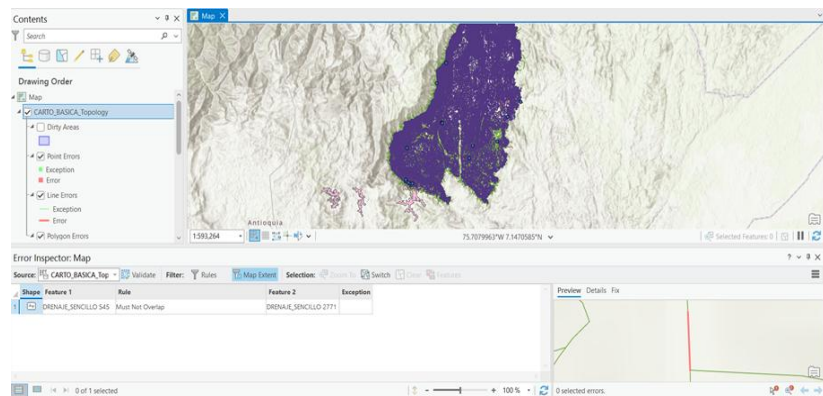 Contents
Search
Drawing Order
Map
CARTO_BASICA_Topology
Dirty Areas
Point Errors
Exception
Error
Line Errors
Exception
Error
Polygon Errors
Map
Antioquia
1:593,264
75.7079963°W 7.1470585°N
Selected Features: 0
Error Inspector: Map
Source: CARTO_BASICA_Top Validate Filter: Rules Map Extent Selection: Zoom To Switch Clear Features
Shape Feature 1 Rule Feature 2 Exception
1 DRENAJE_SENCILLO 545 Must Not Overlap DRENAJE_SENCILLO 2771
0 of 1 selected
100 %
Preview Details Fix
0 selected errors.